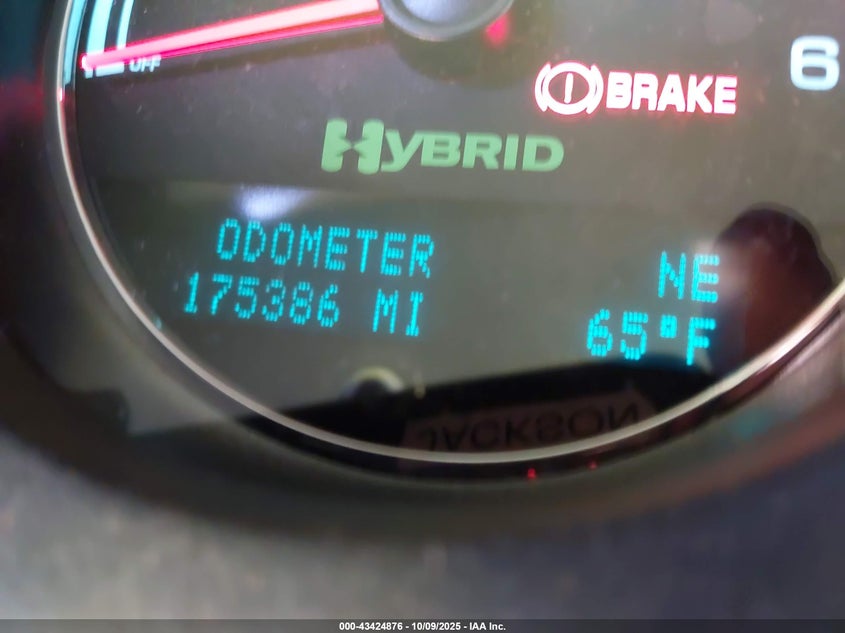 OFF
BRAKE
6
HYBRID
ODOMETER
NE
175386 MI
65°F
JACKSON
000-43424876 - 10/09/2025 - IAA Inc.